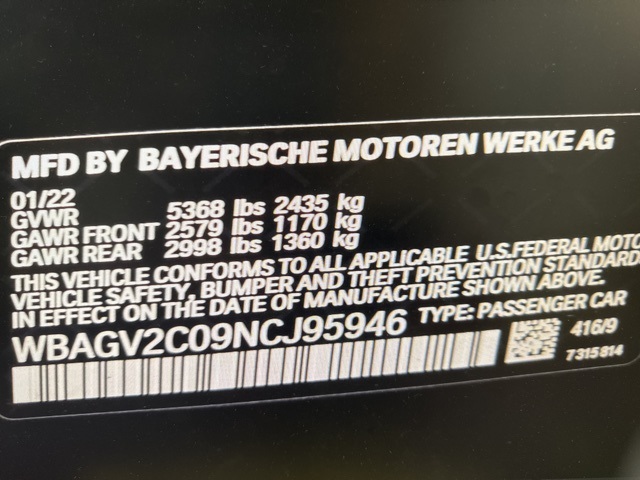 MFD BY BAYERISCHE MOTOREN WERKE AG
01/22
GVWR 5368 lbs 2435 kg
GAWR FRONT 2579 lbs 1170 kg
GAWR REAR 2998 lbs 1360 kg
THIS VEHICLE CONFORMS TO ALL APPLICABLE U.S.FEDERAL MOTO
VEHICLE SAFETY, BUMPER AND THEFT PREVENTION STANDARD
IN EFFECT ON THE DATE OF MANUFACTURE SHOWN ABOVE.
WBAGV2C09NCJ95946 TYPE: PASSENGER CAR
416/9
7315814